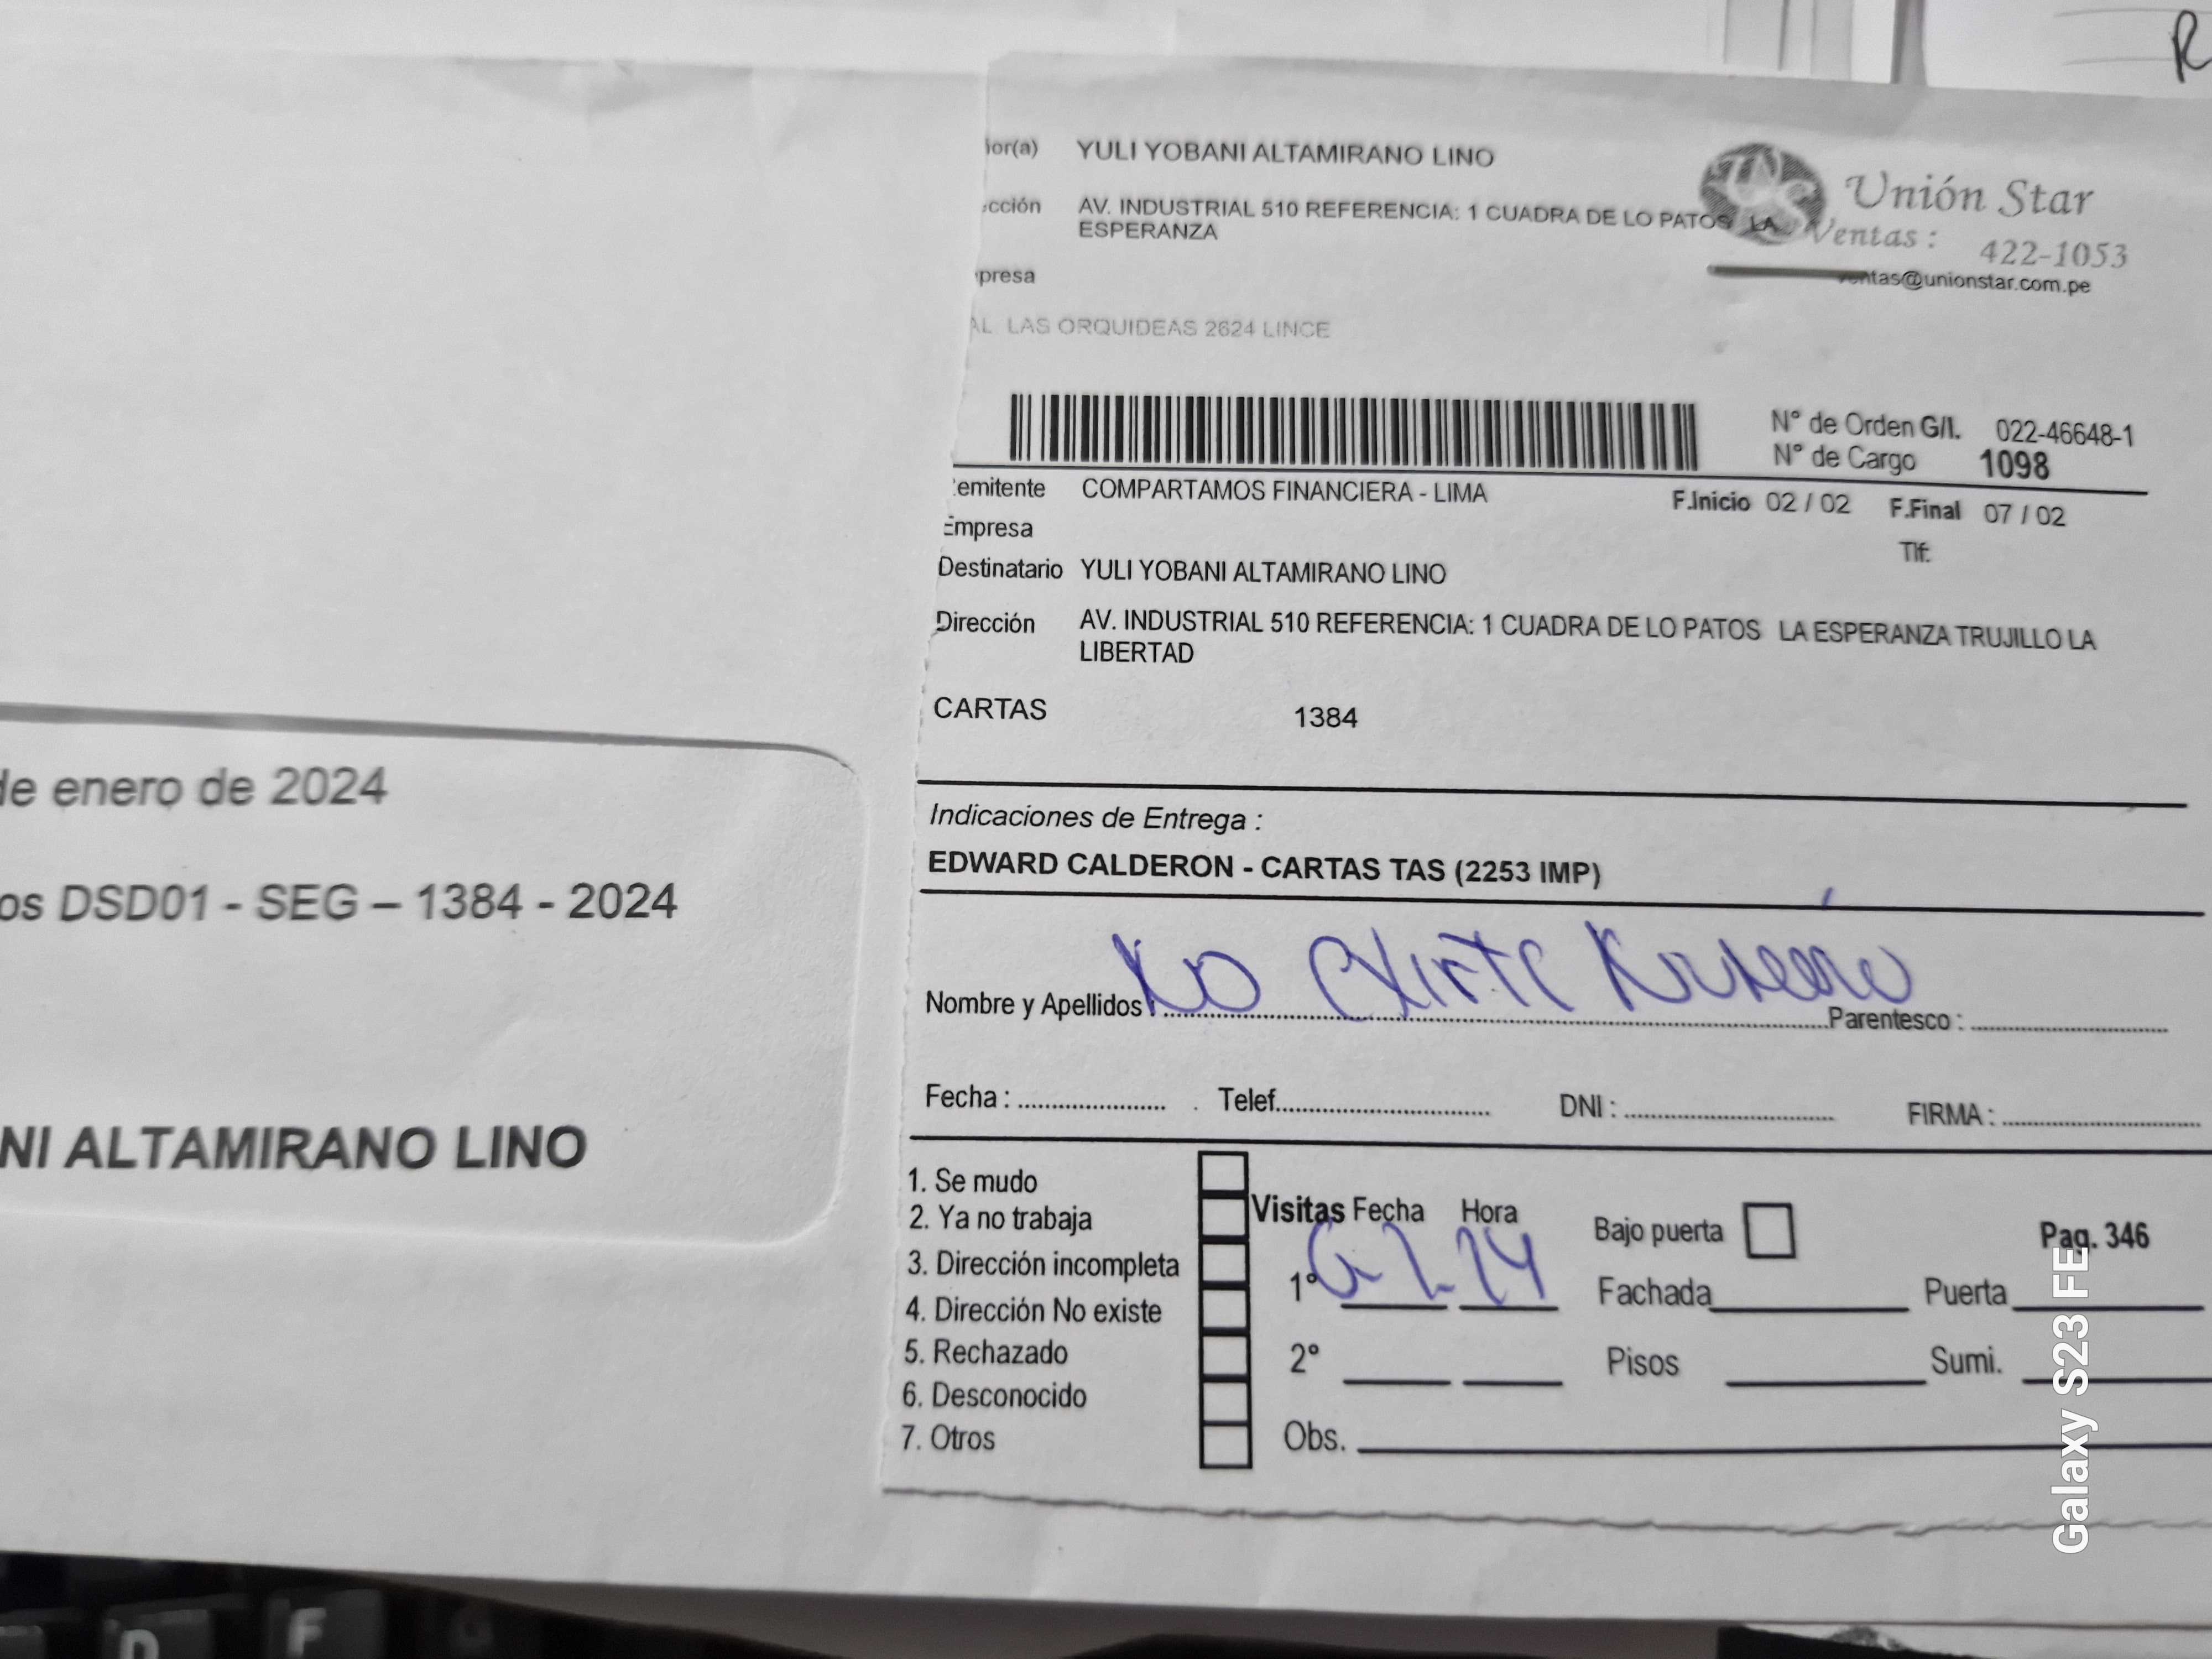 R
ior(a) YULI YOBANI ALTAMIRANO LINO
cción AV. INDUSTRIAL 510 REFERENCIA: 1 CUADRA DE LO PATOS LA
ESPERANZA
presa
Unión Star
Ventas : 422-1053
ventas@unionstar.com.pe
AL. LAS ORQUIDEAS 2624 LINCE
N° de Orden G/I. 022-46648-1
N° de Cargo 1098
emitente COMPARTAMOS FINANCIERA - LIMA F.Inicio 02 / 02 F.Final 07 / 02
Empresa
Tlf:
Destinatario YULI YOBANI ALTAMIRANO LINO
Dirección AV. INDUSTRIAL 510 REFERENCIA: 1 CUADRA DE LO PATOS LA ESPERANZA TRUJILLO LA
LIBERTAD
CARTAS 1384
de enero de 2024
os DSD01 - SEG – 1384 - 2024
NI ALTAMIRANO LINO
Indicaciones de Entrega :
EDWARD CALDERON - CARTAS TAS (2253 IMP)
No existe Número
Nombre y Apellidos : Parentesco :
Fecha : Telef. DNI : FIRMA :
1. Se mudo
2. Ya no trabaja
3. Dirección incompleta
4. Dirección No existe
5. Rechazado
6. Desconocido
7. Otros
Visitas Fecha Hora
1°
2°
Obs.
Bajo puerta Pag. 346
Fachada Puerta
Pisos Sumi.
Galaxy S23 FE
D F G